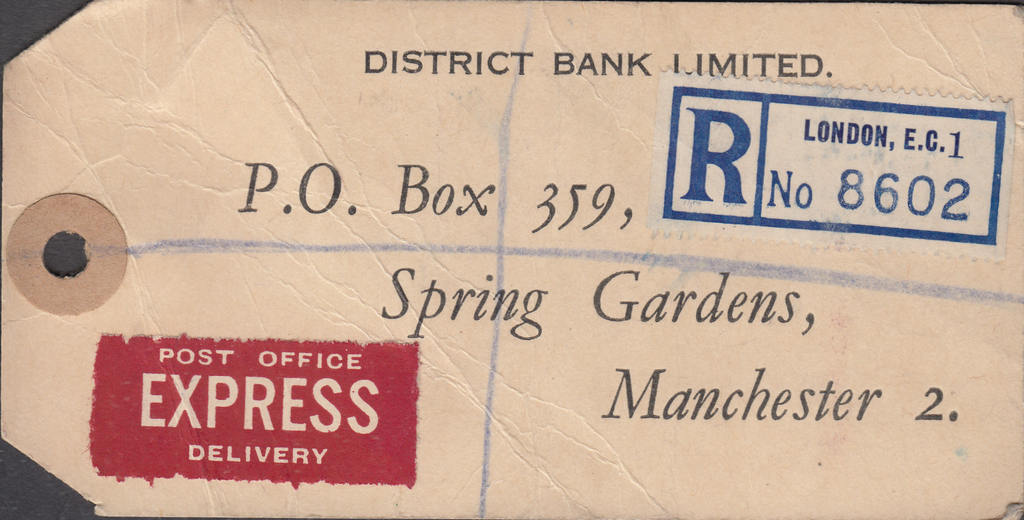 DISTRICT BANK LIMITED.
R
LONDON, E.C. 1
No 8602
P.O. Box 359,
Spring Gardens,
Manchester 2.
POST OFFICE
EXPRESS
DELIVERY